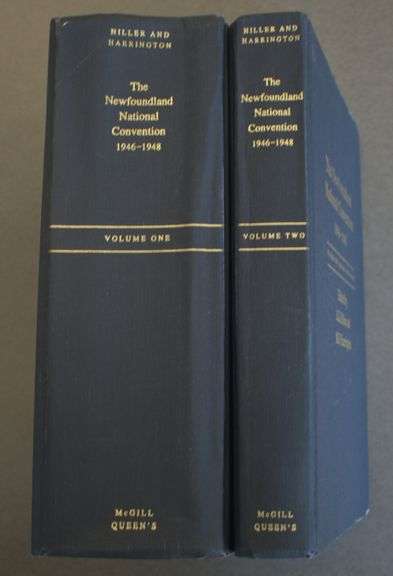 HILLER AND
HARRINGTON
The
Newfoundland
National
Convention
1946–1948
VOLUME ONE
McGILL
QUEEN'S
HILLER AND
HARRINGTON
The
Newfoundland
National
Convention
1946–1948
VOLUME TWO
McGILL
QUEEN'S